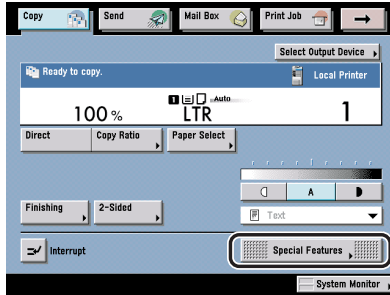 Copy Send Mail Box Print Job
Select Output Device
Ready to copy. Local Printer
Auto
100 % 1 LTR 1
Direct Copy Ratio Paper Select
A
Finishing 2-Sided Text
Interrupt Special Features
System Monitor